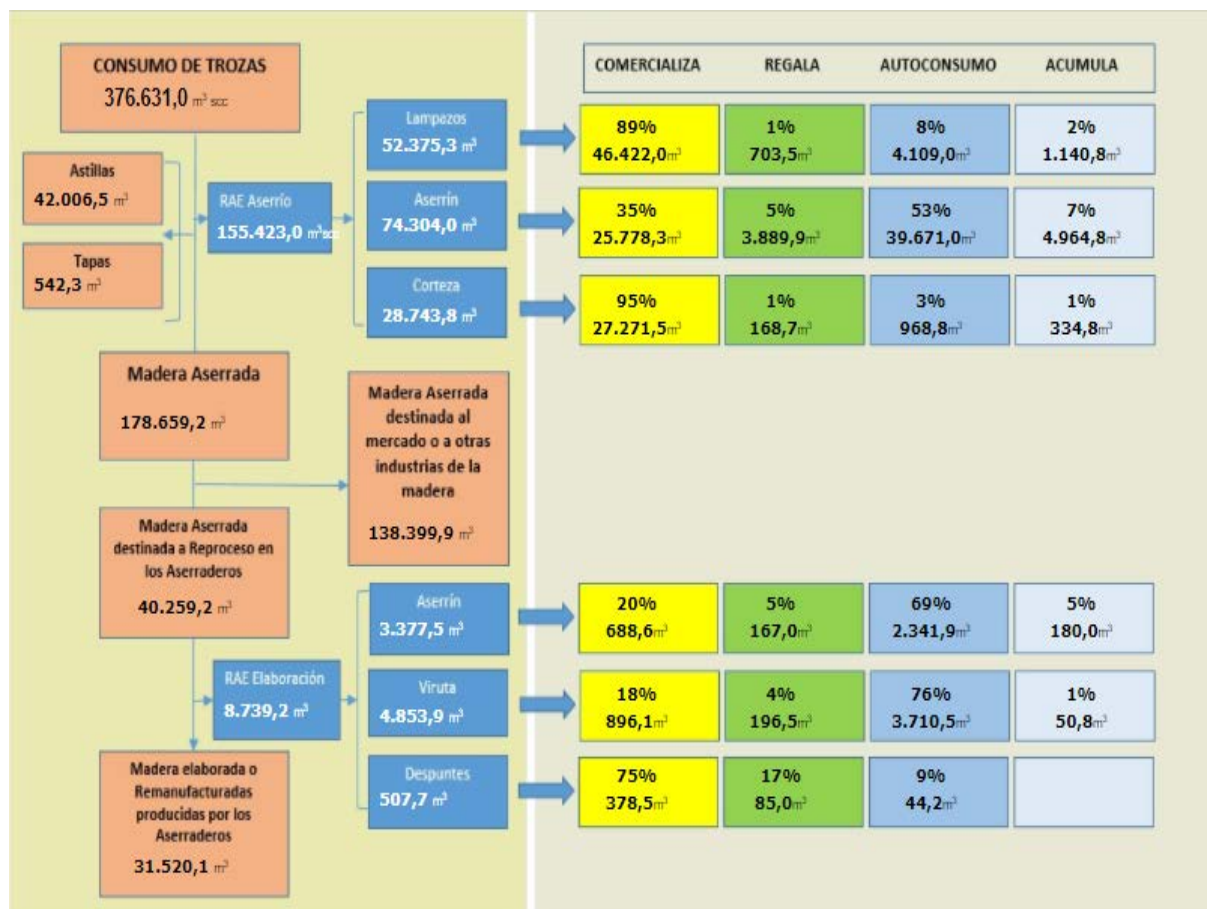 CONSUMO DE TROZAS
376.631,0 m³ scc
Astillas
42.006,5 m³
Tapas
542,3 m³
RAE Aserrío
155.423,0 m³scc
Lampazos
52.375,3 m³
Aserrín
74.304,0 m³
Corteza
28.743,8 m³
Madera Aserrada
178.659,2 m³
Madera Aserrada
destinada al
mercado o a otras
industrias de la
madera
138.399,9 m³
Madera Aserrada
destinada a Reproceso en
los Aserraderos
40.259,2 m³
RAE Elaboración
8.739,2 m³
Aserrín
3.377,5 m³
Viruta
4.853,9 m³
Despuntes
507,7 m³
Madera elaborada o
Remanufacturadas
producidas por los
Aserraderos
31.520,1 m³
COMERCIALIZA REGALA AUTOCONSUMO ACUMULA
89% 1% 8% 2%
46.422,0m³ 703,5m³ 4.109,0m³ 1.140,8m³
35% 5% 53% 7%
25.778,3m³ 3.889,9m³ 39.671,0m³ 4.964,8m³
95% 1% 3% 1%
27.271,5m³ 168,7m³ 968,8m³ 334,8m³
20% 5% 69% 5%
688,6m³ 167,0m³ 2.341,9m³ 180,0m³
18% 4% 76% 1%
896,1m³ 196,5m³ 3.710,5m³ 50,8m³
75% 17% 9%
378,5m³ 85,0m³ 44,2m³